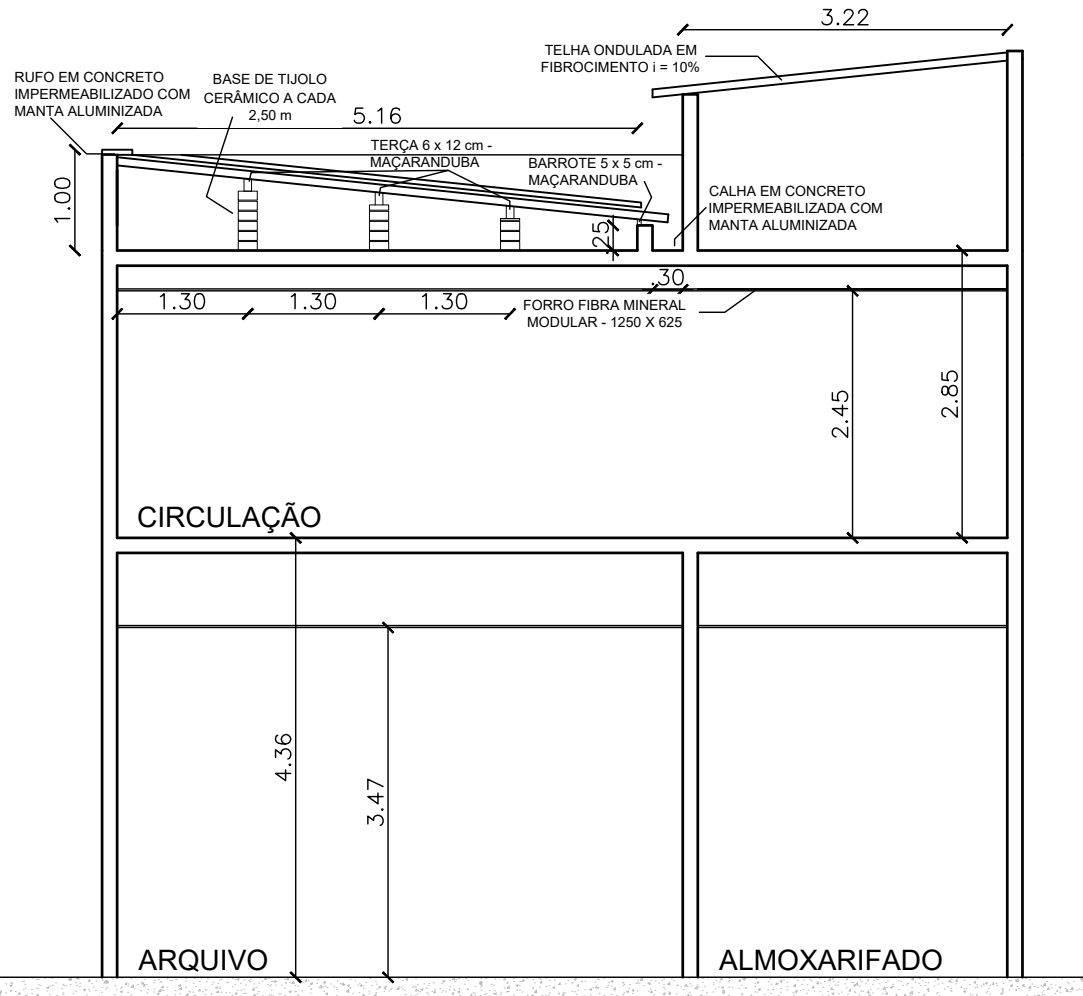 3.22
TELHA ONDULADA EM
FIBROCIMENTO i = 10%
RUFO EM CONCRETO
IMPERMEABILIZADO COM
MANTA ALUMINIZADA
BASE DE TIJOLO
CERÂMICO A CADA
2,50 m
5.16
TERÇA 6 x 12 cm -
MAÇARANDUBA
BARROTE 5 x 5 cm -
MAÇARANDUBA
CALHA EM CONCRETO
IMPERMEABILIZADA COM
MANTA ALUMINIZADA
1.00
.25
.30
1.30
1.30
1.30
FORRO FIBRA MINERAL
MODULAR - 1250 X 625
2.45
2.85
CIRCULAÇÃO
4.36
3.47
ARQUIVO
ALMOXARIFADO